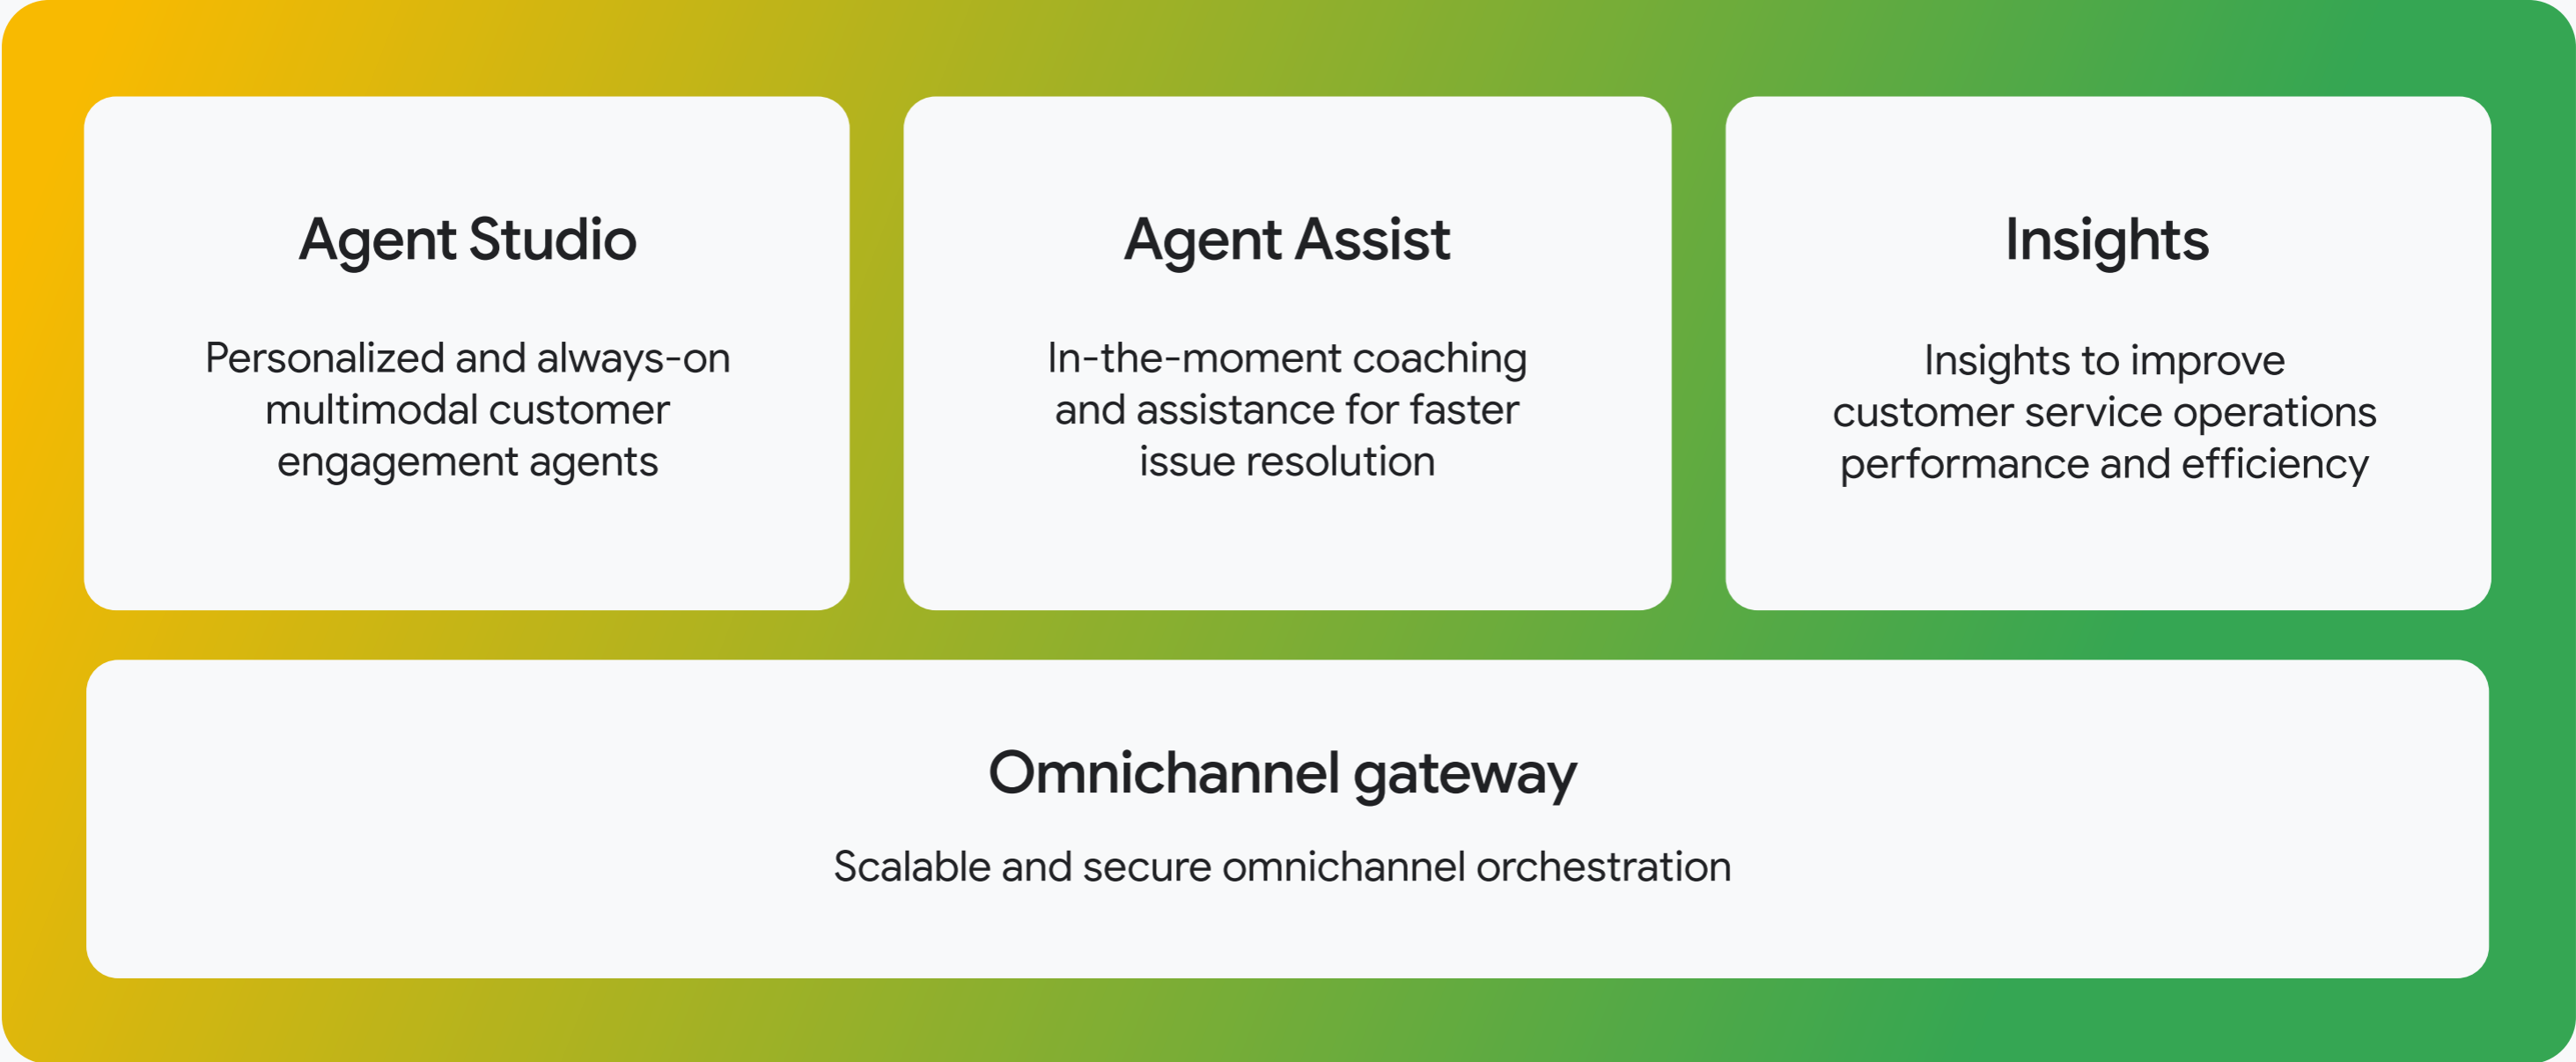 Agent Studio
Personalized and always-on
multimodal customer
engagement agents
Agent Assist
In-the-moment coaching
and assistance for faster
issue resolution
Insights
Insights to improve
customer service operations
performance and efficiency
Omnichannel gateway
Scalable and secure omnichannel orchestration